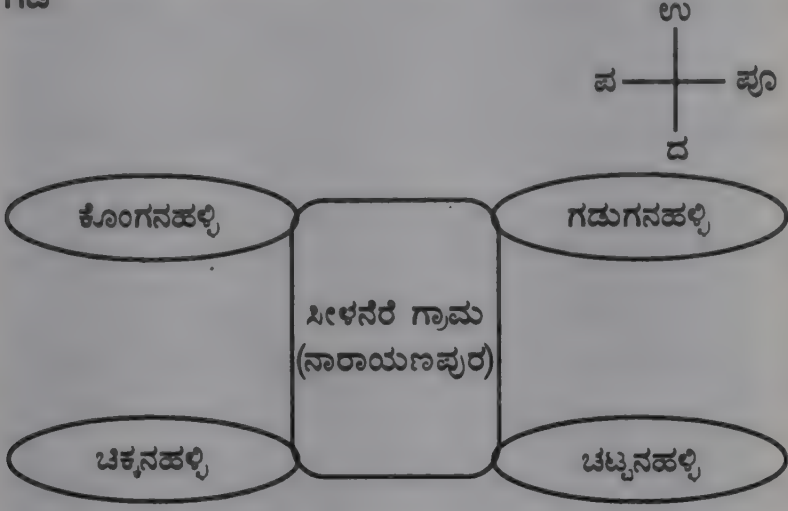 ಉ
ಪ ಪೂ
ದ
ಕೊಂಗನಹಳ್ಳಿ ಗಡುಗನಹಳ್ಳಿ
ಸೀಳನೆರೆ ಗ್ರಾಮ
(ನಾರಾಯಣಪುರ)
ಚಿಕ್ಕನಹಳ್ಳಿ ಚಟ್ಟನಹಳ್ಳಿ